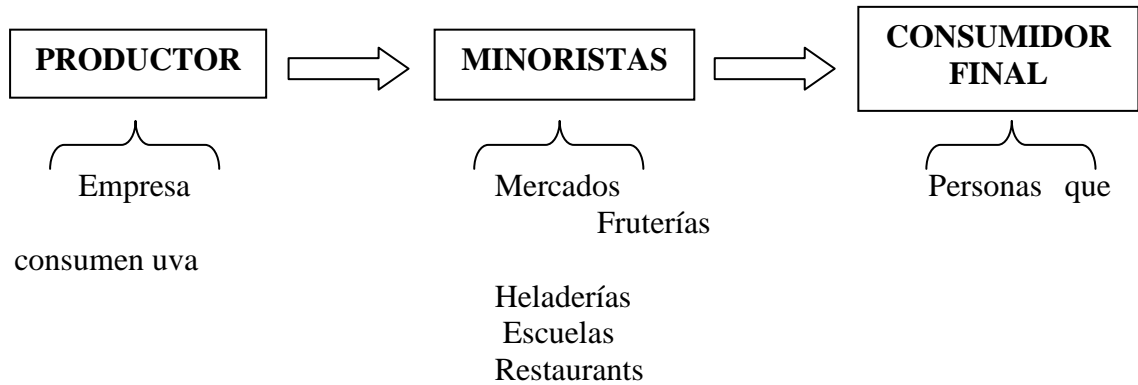 PRODUCTOR
MINORISTAS
CONSUMIDOR
FINAL
Empresa
Mercados
Personas que
Fruterías
consumen uva
Heladerías
Escuelas
Restaurants